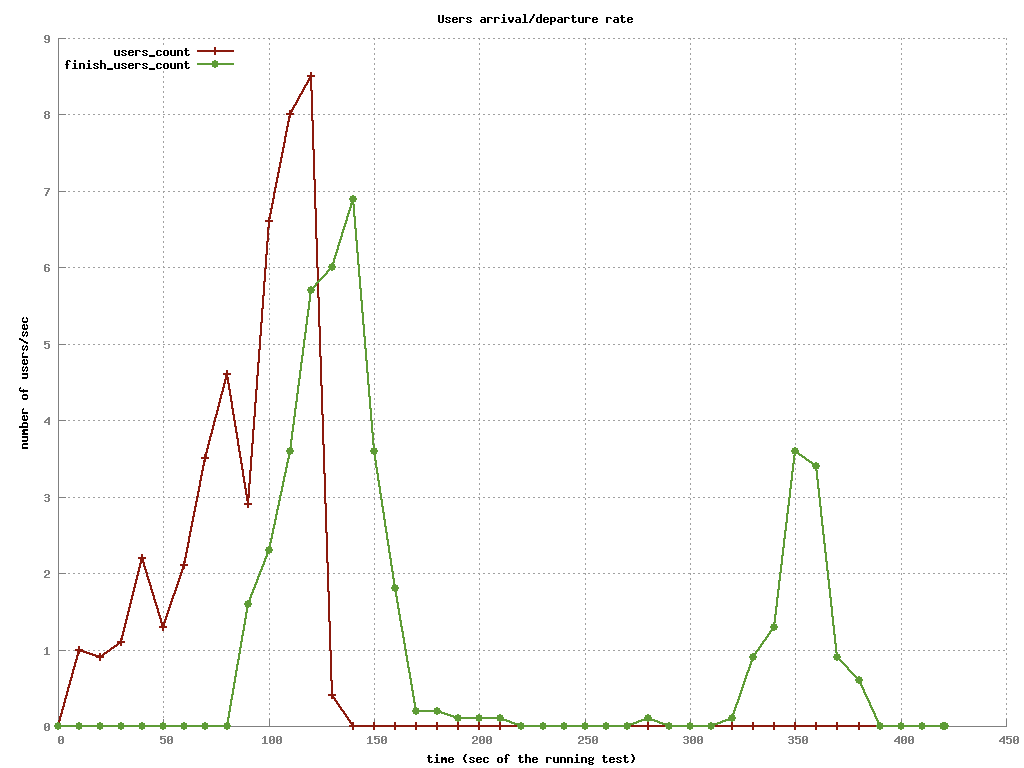 Users arrival/departure rate
users_count
finish_users_count
9
8
7
6
5
4
3
2
1
0
number of users/sec
0 50 100 150 200 250 300 350 400 450
time (sec of the running test)